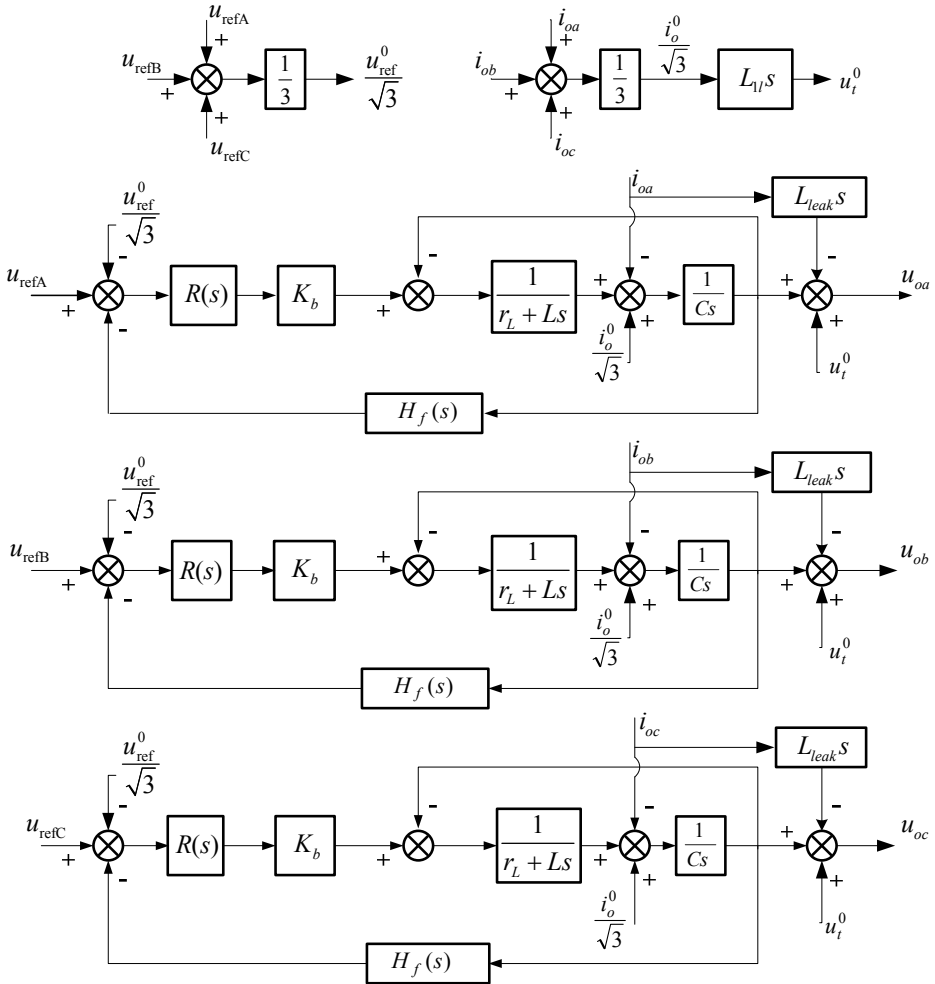 u_refA
+
u_refB + 1/3 u_ref^0/√3
+
u_refC
i_oa
+
i_ob + 1/3 i_o^0/√3 L_1l s u_t^0
+
i_oc
u_ref^0/√3 i_oa L_leak s
- - - -
u_refA + R(s) K_b + 1/(r_L + Ls) + 1/Cs + u_oa
- + +
i_o^0/√3 u_t^0
H_f(s)
u_ref^0/√3 i_ob L_leak s
- - - -
u_refB + R(s) K_b + 1/(r_L + Ls) + 1/Cs + u_ob
- + +
i_o^0/√3 u_t^0
H_f(s)
u_ref^0/√3 i_oc L_leak s
- - - -
u_refC + R(s) K_b + 1/(r_L + Ls) + 1/Cs + u_oc
- + +
i_o^0/√3 u_t^0
H_f(s)